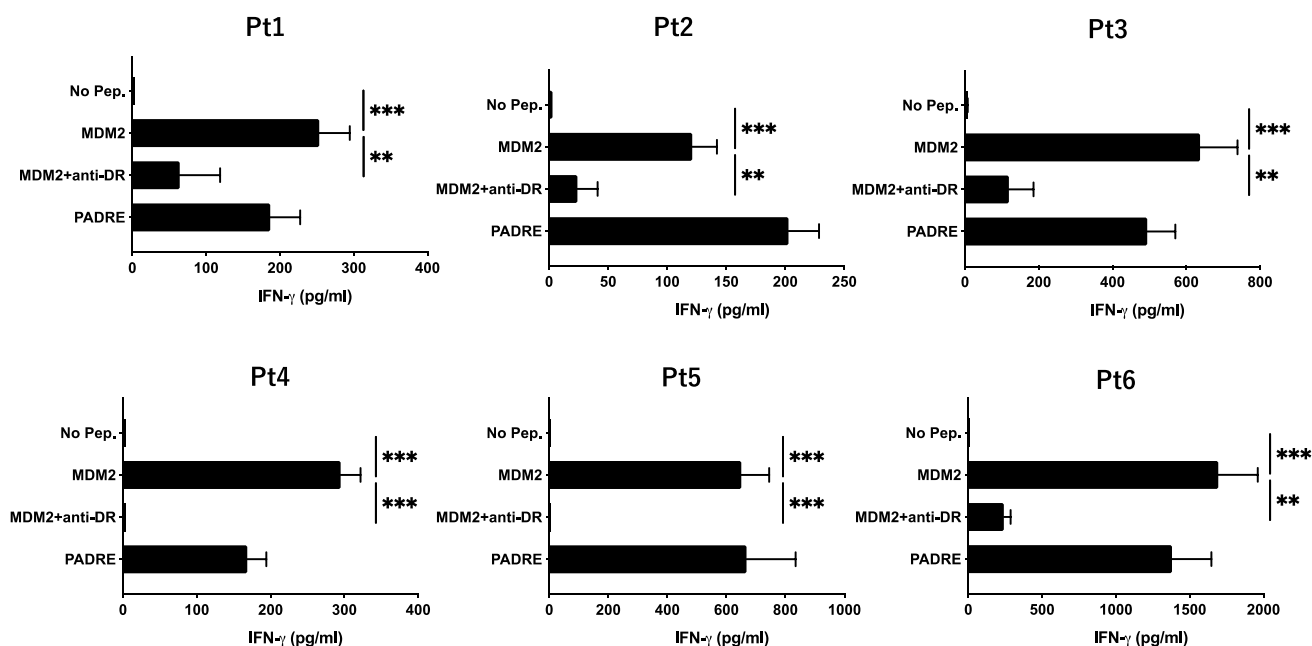 Pt1
No Pep.
MDM2
MDM2+anti-DR
PADRE
***
**
0 100 200 300 400
IFN-γ (pg/ml)
Pt2
No Pep.
MDM2
MDM2+anti-DR
PADRE
***
**
0 50 100 150 200 250
IFN-γ (pg/ml)
Pt3
No Pep.
MDM2
MDM2+anti-DR
PADRE
***
**
0 200 400 600 800
IFN-γ (pg/ml)
Pt4
No Pep.
MDM2
MDM2+anti-DR
PADRE
***
***
0 100 200 300 400
IFN-γ (pg/ml)
Pt5
No Pep.
MDM2
MDM2+anti-DR
PADRE
***
***
0 200 400 600 800 1000
IFN-γ (pg/ml)
Pt6
No Pep.
MDM2
MDM2+anti-DR
PADRE
***
**
0 500 1000 1500 2000
IFN-γ (pg/ml)